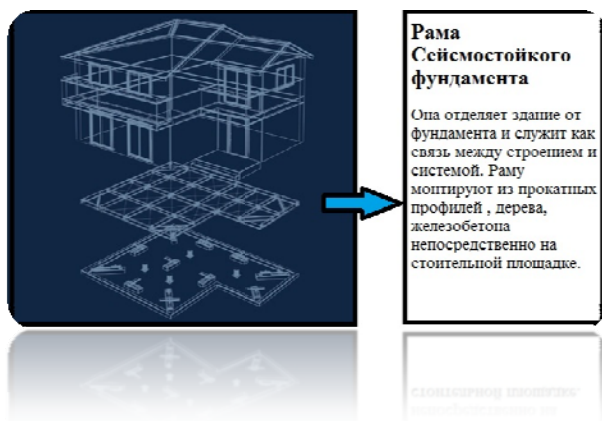 Рама
Сейсмостойкого
фундамента
Она отделяет здание от
фундамента и служит как
связь между строением и
системой. Раму
монтируют из прокатных
профилей , дерева,
железобетона
непосредственно на
стоительной площадке.